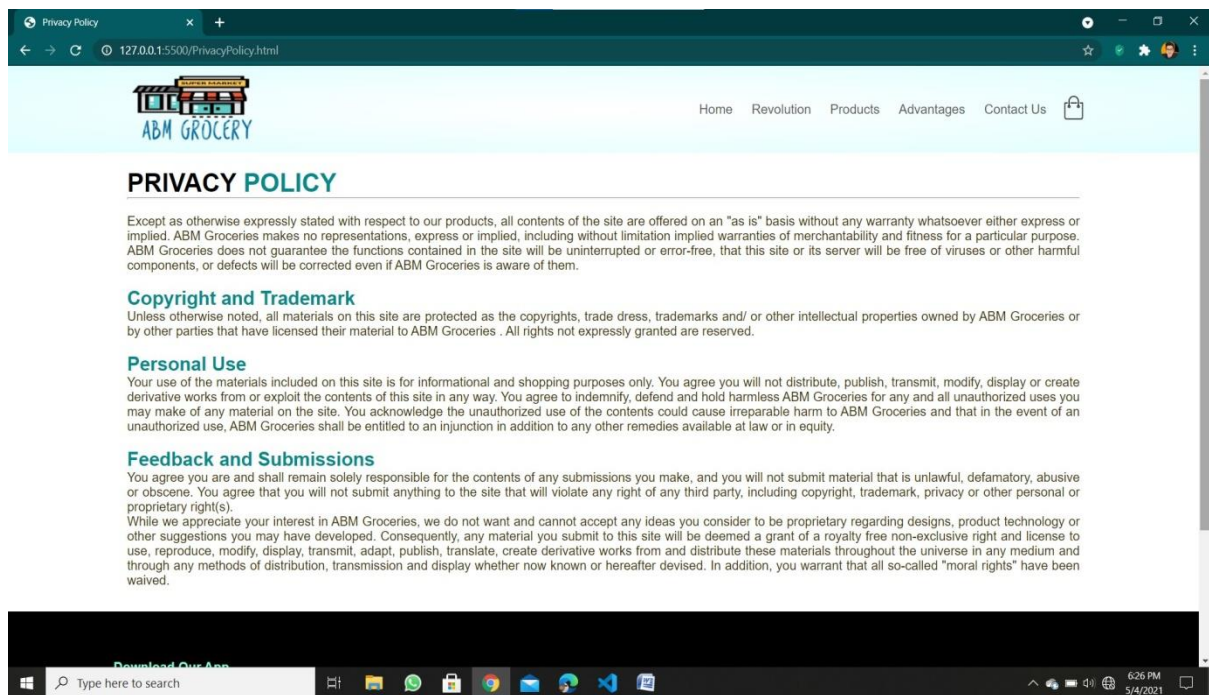 Privacy Policy
127.0.0.1:5500/PrivacyPolicy.html
SUPER MARKET
ABM GROCERY
Home Revolution Products Advantages Contact Us
PRIVACY POLICY
Except as otherwise expressly stated with respect to our products, all contents of the site are offered on an "as is" basis without any warranty whatsoever either express or
implied. ABM Groceries makes no representations, express or implied, including without limitation implied warranties of merchantability and fitness for a particular purpose.
ABM Groceries does not guarantee the functions contained in the site will be uninterrupted or error-free, that this site or its server will be free of viruses or other harmful
components, or defects will be corrected even if ABM Groceries is aware of them.
Copyright and Trademark
Unless otherwise noted, all materials on this site are protected as the copyrights, trade dress, trademarks and/ or other intellectual properties owned by ABM Groceries or
by other parties that have licensed their material to ABM Groceries . All rights not expressly granted are reserved.
Personal Use
Your use of the materials included on this site is for informational and shopping purposes only. You agree you will not distribute, publish, transmit, modify, display or create
derivative works from or exploit the contents of this site in any way. You agree to indemnify, defend and hold harmless ABM Groceries for any and all unauthorized uses you
may make of any material on the site. You acknowledge the unauthorized use of the contents could cause irreparable harm to ABM Groceries and that in the event of an
unauthorized use, ABM Groceries shall be entitled to an injunction in addition to any other remedies available at law or in equity.
Feedback and Submissions
You agree you are and shall remain solely responsible for the contents of any submissions you make, and you will not submit material that is unlawful, defamatory, abusive
or obscene. You agree that you will not submit anything to the site that will violate any right of any third party, including copyright, trademark, privacy or other personal or
proprietary right(s).
While we appreciate your interest in ABM Groceries, we do not want and cannot accept any ideas you consider to be proprietary regarding designs, product technology or
other suggestions you may have developed. Consequently, any material you submit to this site will be deemed a grant of a royalty free non-exclusive right and license to
use, reproduce, modify, display, transmit, adapt, publish, translate, create derivative works from and distribute these materials throughout the universe in any medium and
through any methods of distribution, transmission and display whether now known or hereafter devised. In addition, you warrant that all so-called "moral rights" have been
waived.
Download Our App
Type here to search
6:26 PM
5/4/2021